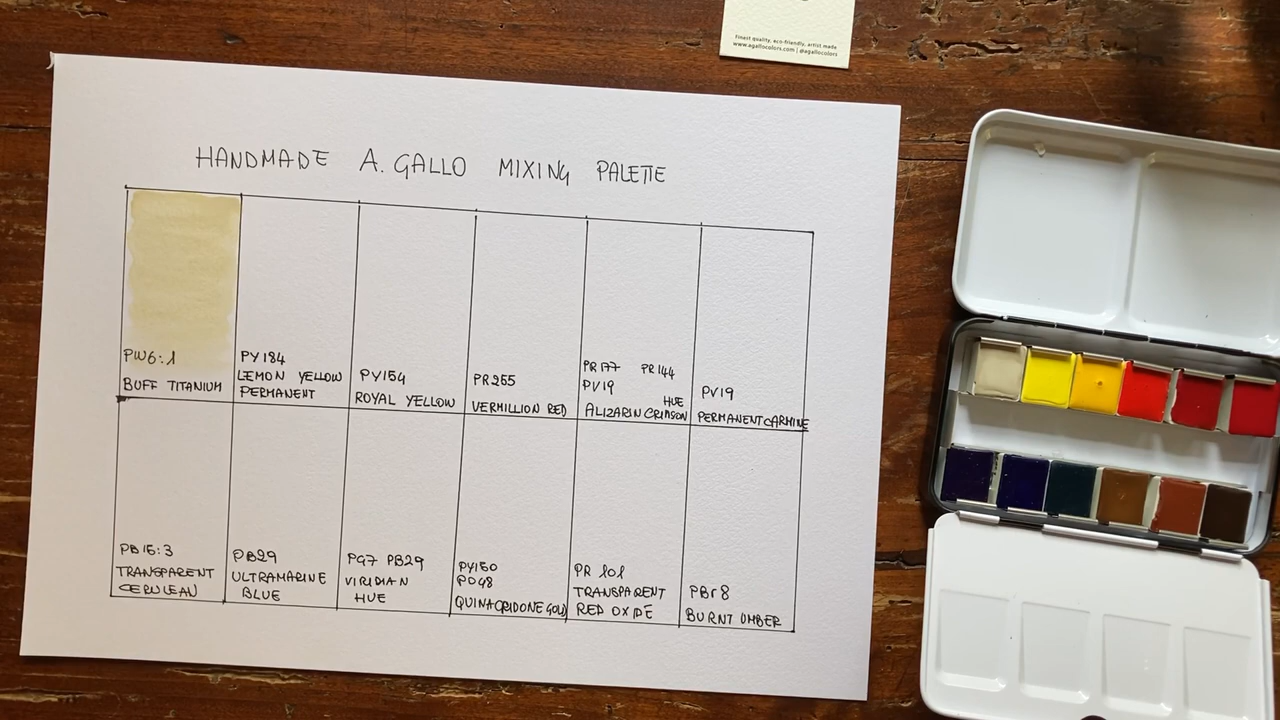 Finest quality, eco-friendly, artist made
www.agallocolors.com | @agallocolors
HANDMADE A. GALLO MIXING PALETTE
PW6:1
BUFF TITANIUM
PY184
LEMON YELLOW
PERMANENT
PY154
ROYAL YELLOW
PR255
VERMILLION RED
PR177 PR144
PV19
HUE
ALIZARIN CRIMSON
PV19
PERMANENT CARMINE
PB15:3
TRANSPARENT
CERULEAN
PB29
ULTRAMARINE
BLUE
PG7 PB29
VIRIDIAN
HUE
PY150
PO48
QUINACRIDONE GOLD
PR 101
TRANSPARENT
RED OXIDE
PBr8
BURNT UMBER